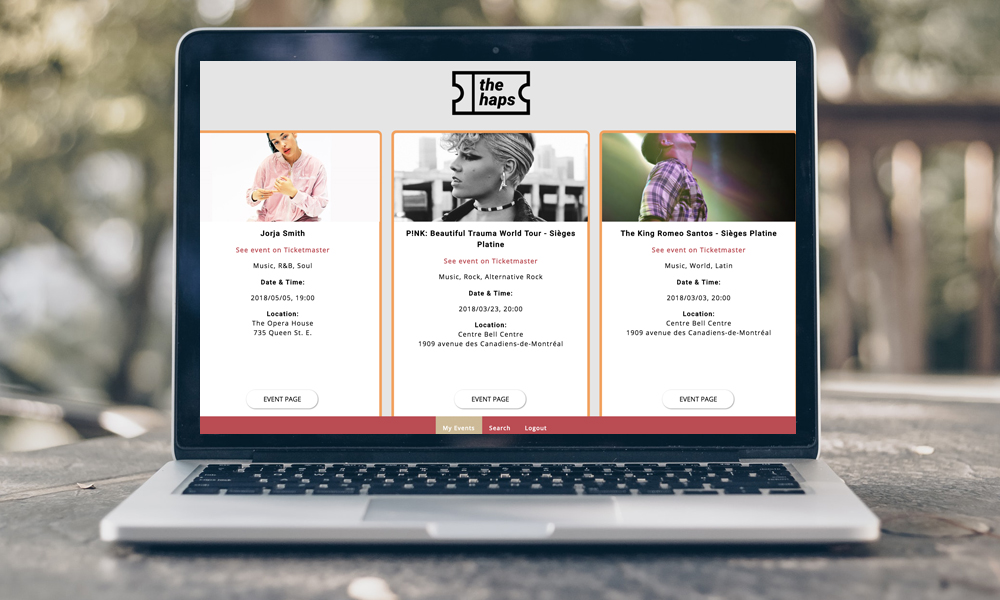 the
haps
Jorja Smith
See event on Ticketmaster
Music, R&B, Soul
Date & Time:
2018/05/05, 19:00
Location:
The Opera House
735 Queen St. E.
EVENT PAGE
P!NK: Beautiful Trauma World Tour - Sièges
Platine
See event on Ticketmaster
Music, Rock, Alternative Rock
Date & Time:
2018/03/23, 20:00
Location:
Centre Bell Centre
1909 avenue des Canadiens-de-Montréal
EVENT PAGE
The King Romeo Santos - Sièges Platine
See event on Ticketmaster
Music, World, Latin
Date & Time:
2018/03/03, 20:00
Location:
Centre Bell Centre
1909 avenue des Canadiens-de-Montréal
EVENT PAGE
My Events Search Logout